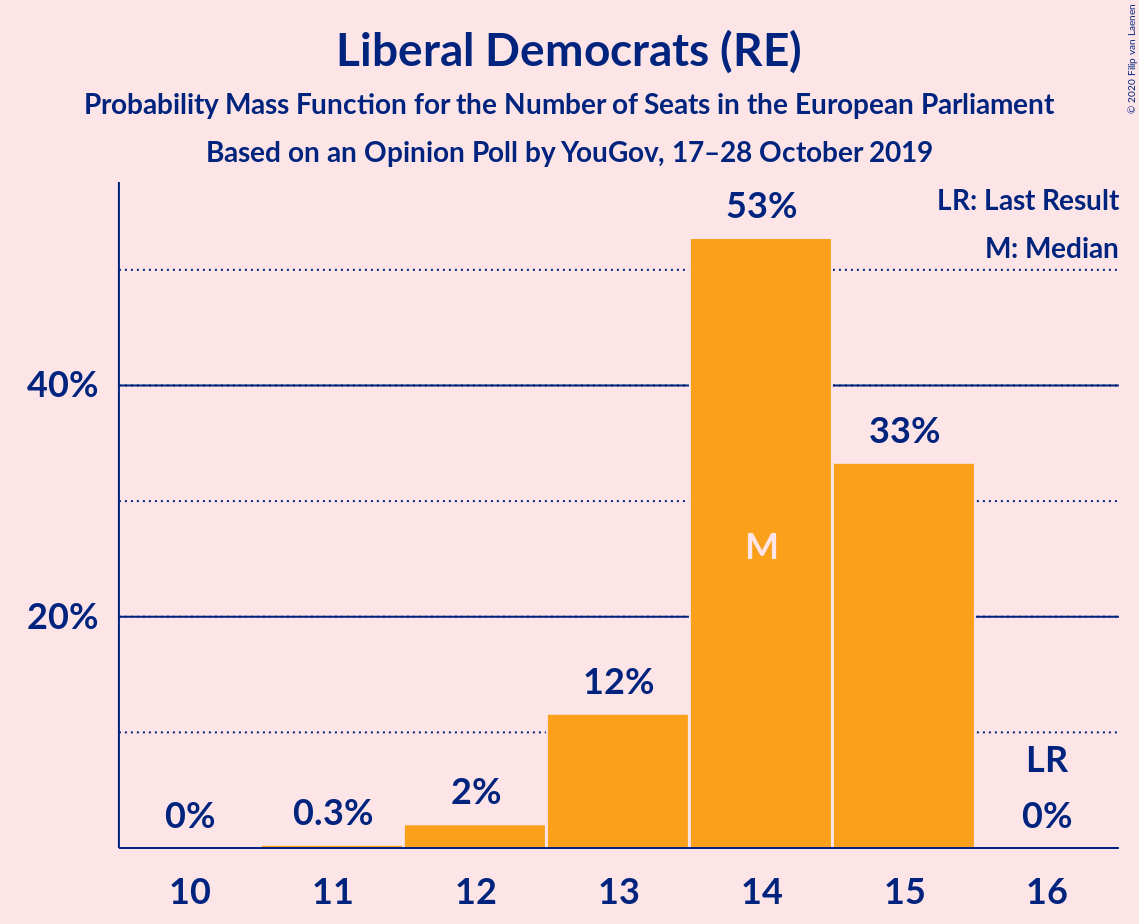 Liberal Democrats (RE)
Probability Mass Function for the Number of Seats in the European Parliament
Based on an Opinion Poll by YouGov, 17–28 October 2019
© 2020 Filip van Laenen
LR: Last Result
M: Median
53%
40%
33%
M
20%
12%
LR
2%
0.3%
0%
0%
10 11 12 13 14 15 16